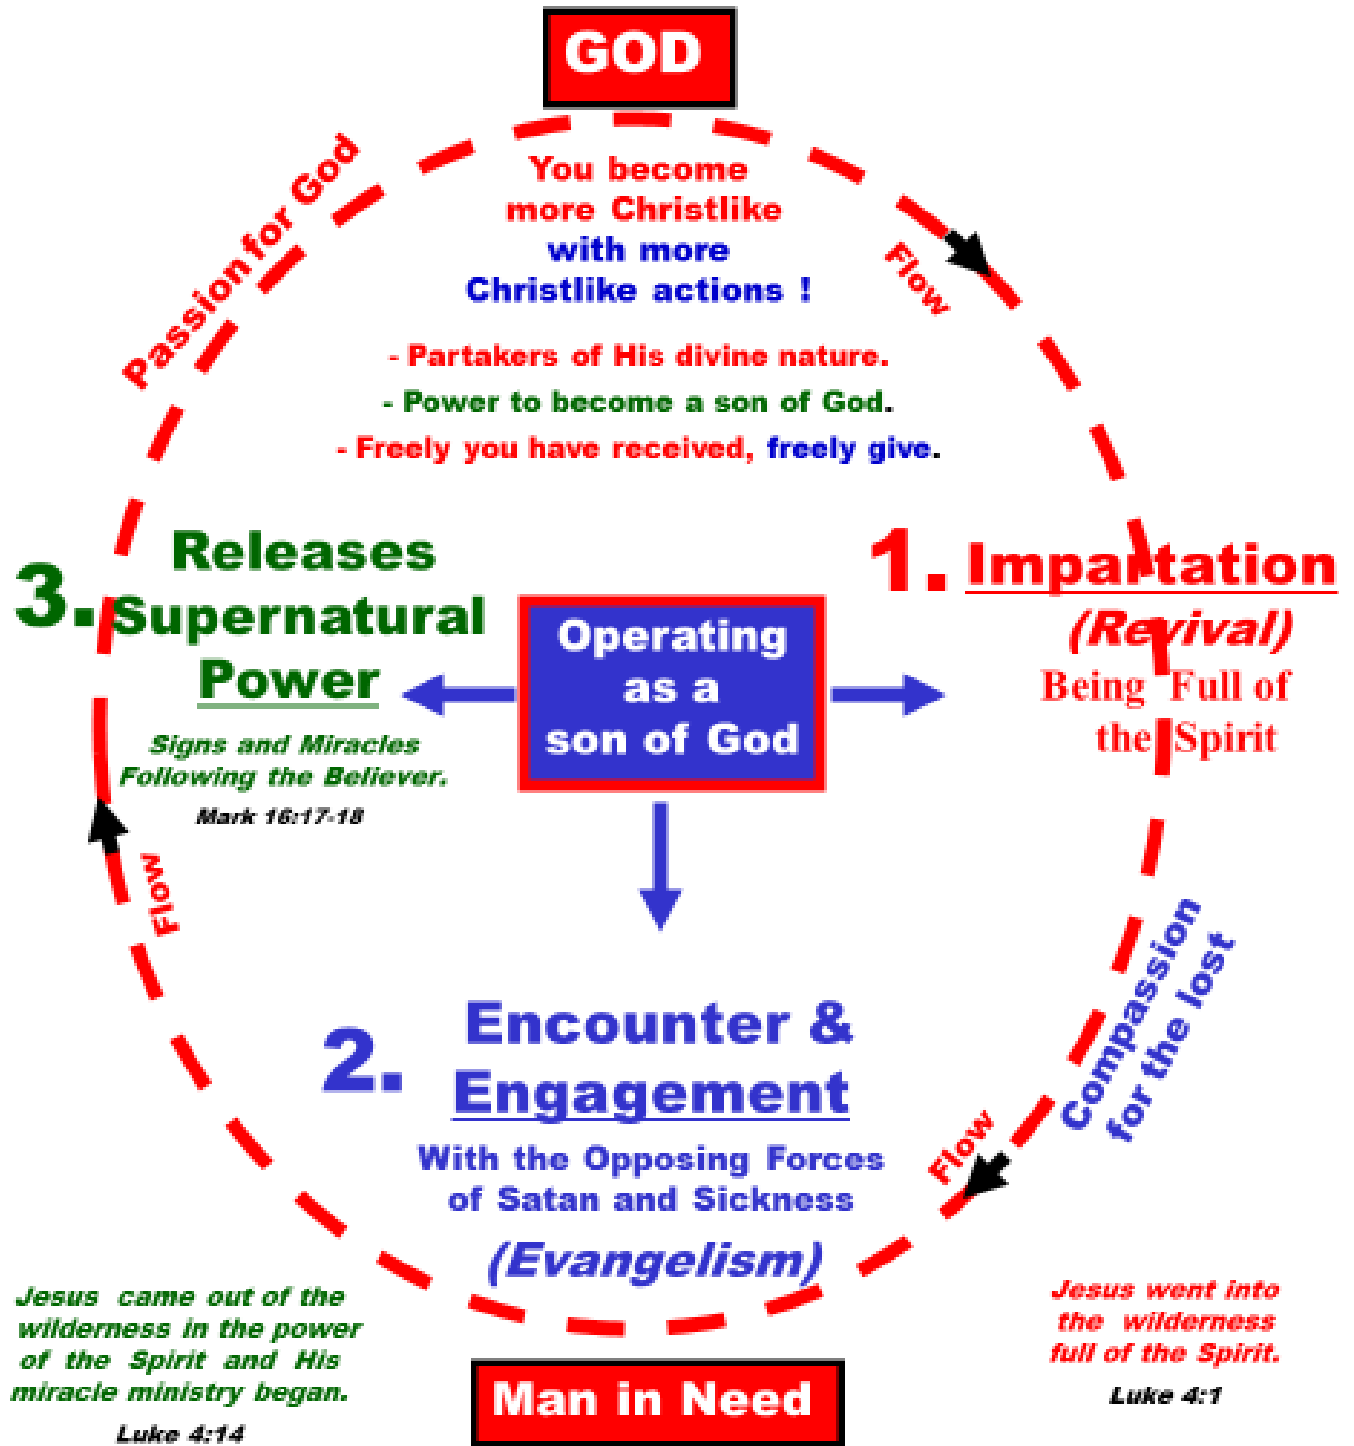 GOD
You become
more Christlike
with more
Christlike actions !
Passion for God
Flow
- Partakers of His divine nature.
- Power to become a son of God.
- Freely you have received, freely give.
1. Impartation
(Revival)
Being Full of
the Spirit
3. Releases
Supernatural
Power
Signs and Miracles
Following the Believer.
Mark 16:17-18
Operating
as a
son of God
Flow
Compassion
for the lost
Flow
2. Encounter &
Engagement
With the Opposing Forces
of Satan and Sickness
(Evangelism)
Jesus came out of the
wilderness in the power
of the Spirit and His
miracle ministry began.
Luke 4:14
Jesus went into
the wilderness
full of the Spirit.
Luke 4:1
Man in Need